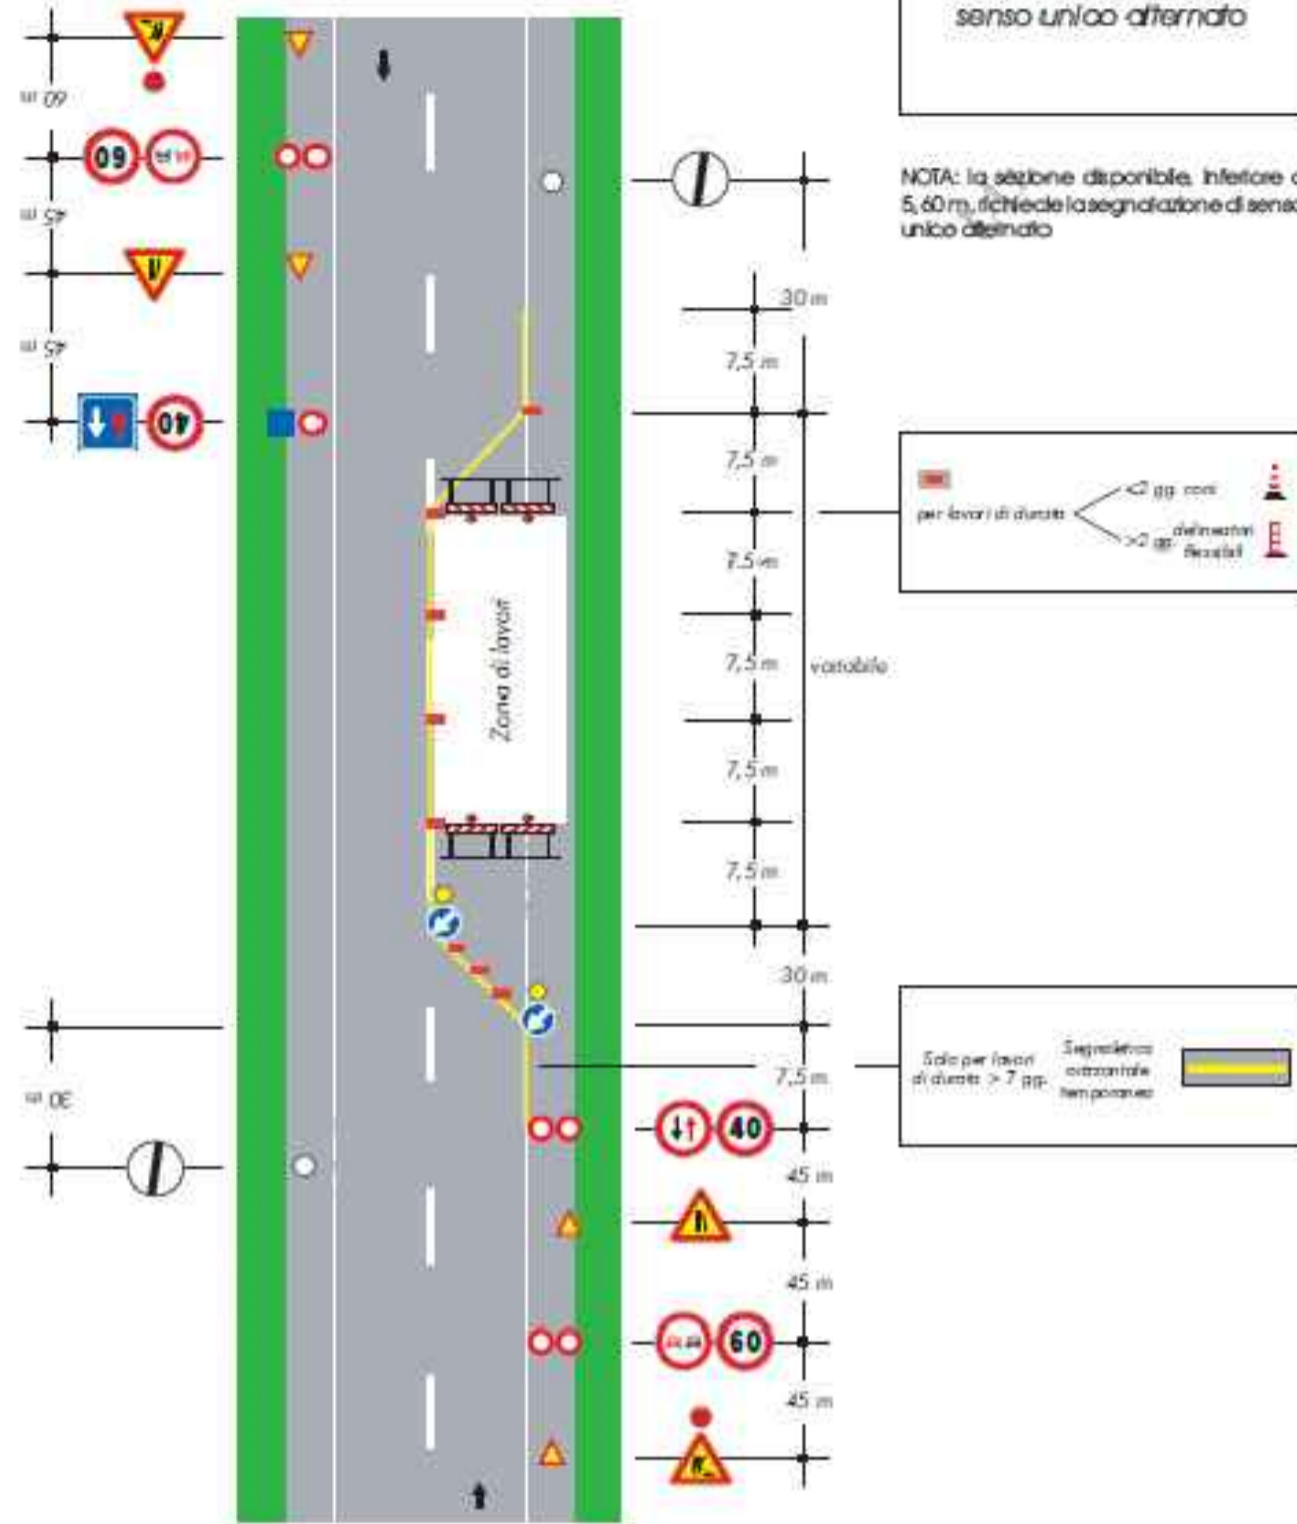 senso unico alternato
NOTA: la sezione disponibile, inferiore a
5,60 m, richiede la segnalazione di senso
unico alternato
60 m
60
45 m
45 m
40
30 m
7,5 m
7,5 m
7,5 m
7,5 m
7,5 m
7,5 m
variabile
per lavori di durata
<2 gg. coni
>2 gg. delineatori
flessibili
Zona di lavori
30 m
7,5 m
Solo per lavori
di durata > 7 gg.
Segnaletica
orizzontale
temporanea
30 m
40
45 m
45 m
60
45 m